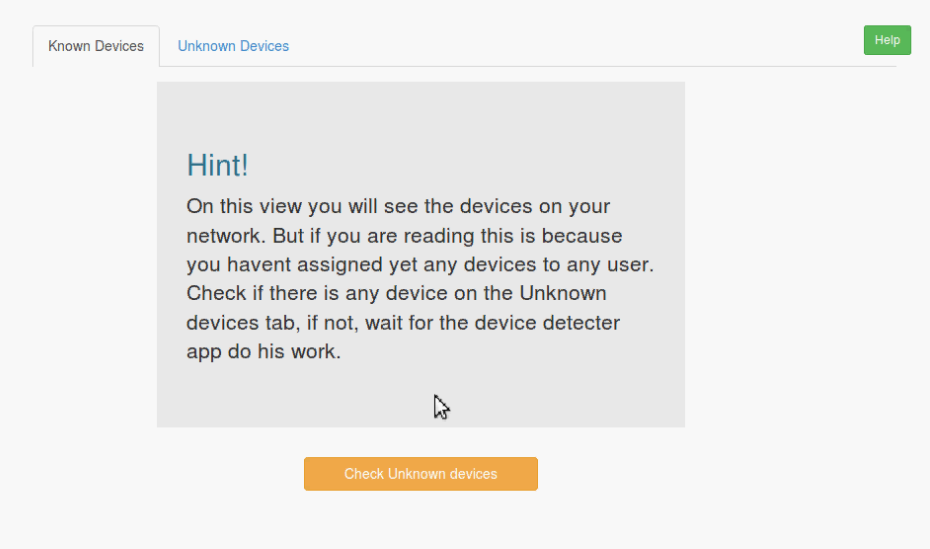 Known Devices
Unknown Devices
Help
Hint!
On this view you will see the devices on your
network. But if you are reading this is because
you havent assigned yet any devices to any user.
Check if there is any device on the Unknown
devices tab, if not, wait for the device detecter
app do his work.
Check Unknown devices